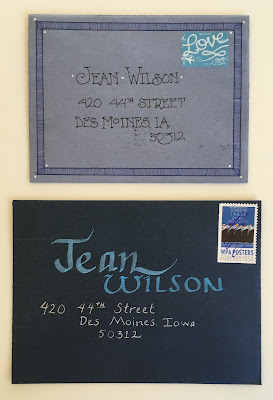 Love
USA
JEAN · WILSON
420 44TH STREET
DES MOINES, IA
50312
Jean
WILSON
WPA POSTERS
420 44TH Street
Des Moines, Iowa
50312